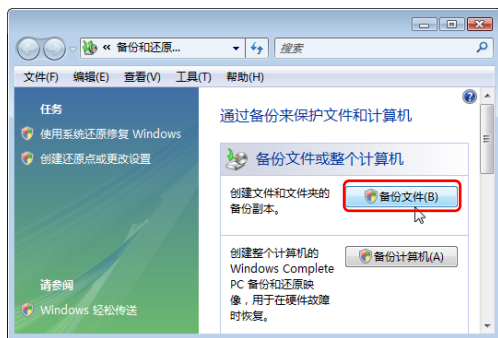 « 备份和还原...
搜索
文件(F) 编辑(E) 查看(V) 工具(T) 帮助(H)
任务
使用系统还原修复 Windows
创建还原点或更改设置
请参阅
Windows 轻松传送
通过备份来保护文件和计算机
备份文件或整个计算机
创建文件和文件夹的
备份副本。
备份文件(B)
创建整个计算机的
Windows Complete
PC 备份和还原映
像，用于在硬件故障
时恢复。
备份计算机(A)